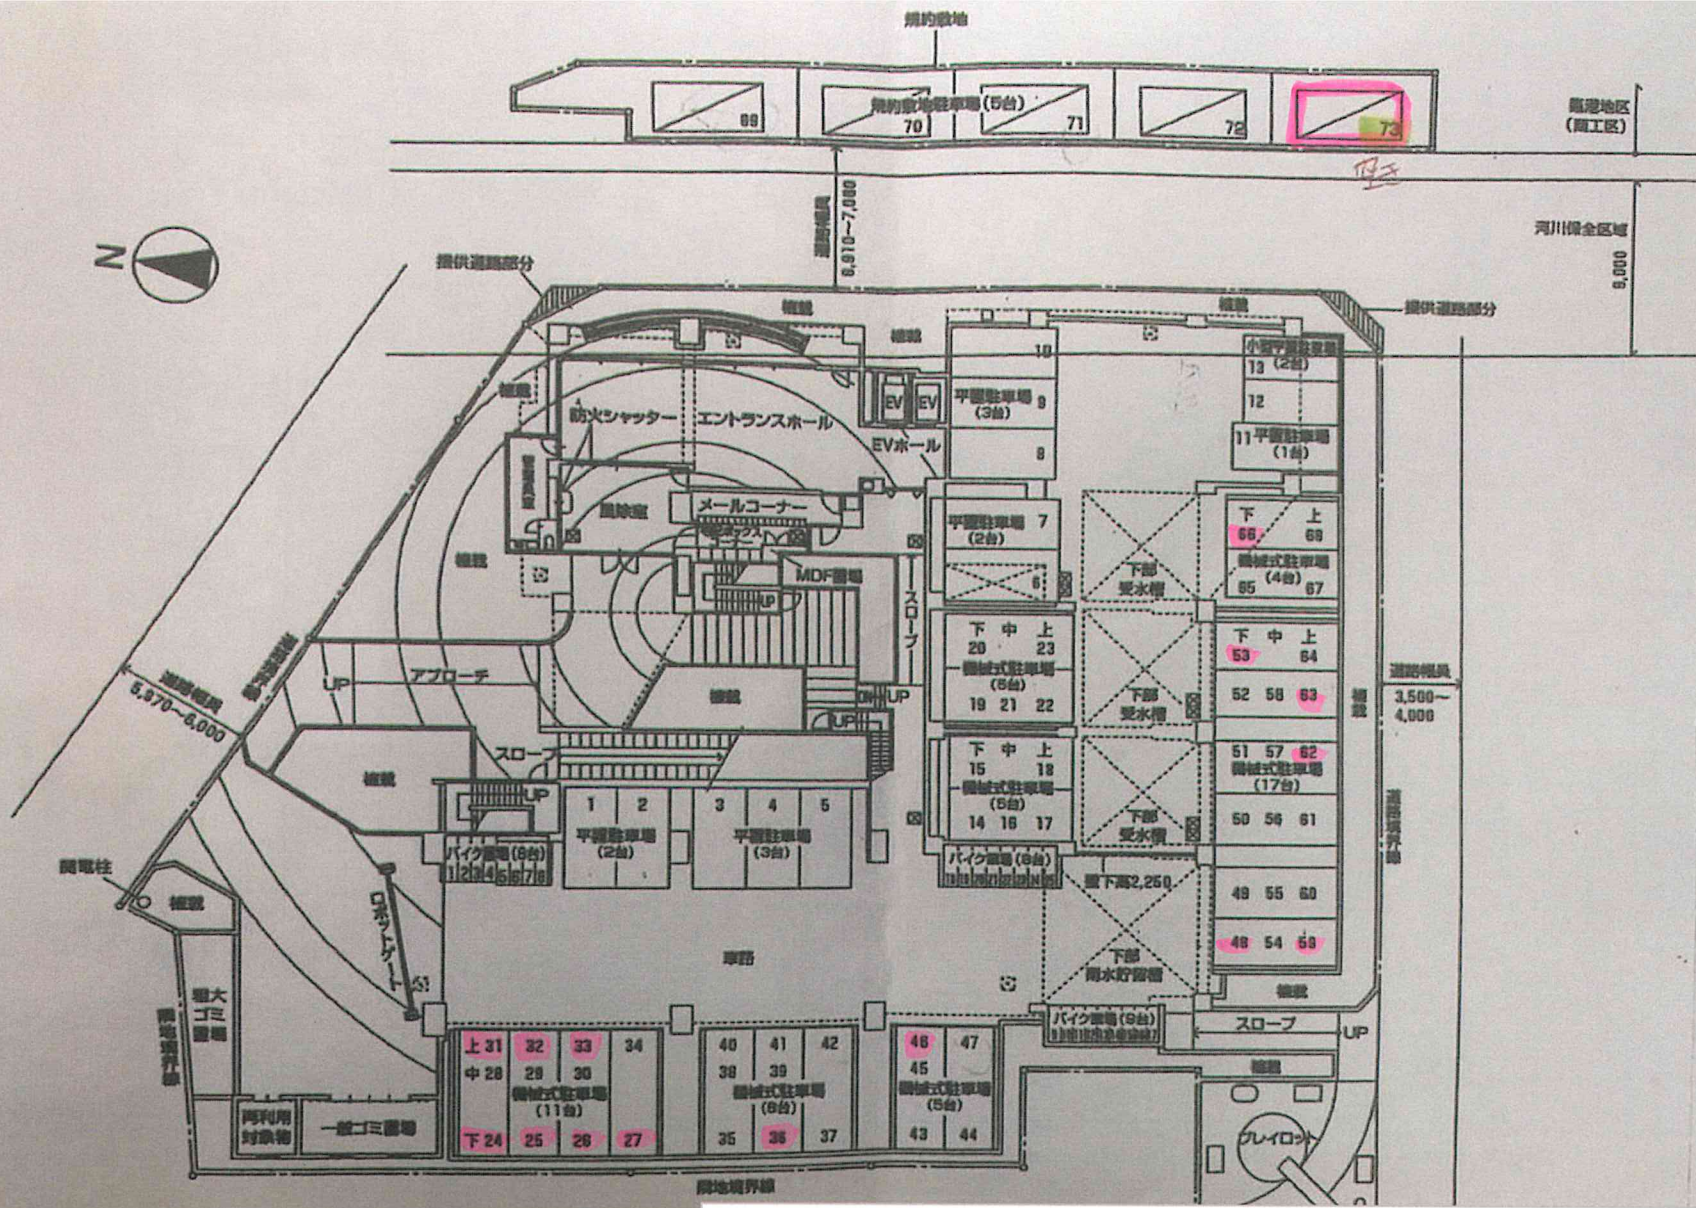 規約敷地
規約敷地駐車場(5台)
69 70 71 72 73
空き
臨港地区
(商工区)
道路幅員
6,910～7,000
河川保全区域
9,000
N
提供道路部分
提供道路部分
植栽
植栽
植栽
植栽
防火シャッター
エントランスホール
EV EV
EVホール
10
平置駐車場
(3台)
9
8
小型平置駐車場
(2台)
13
12
11 平置駐車場
(1台)
風除室
メールコーナー
MDF置場
UP
スロープ
平置駐車場
(2台)
7
6
下部
受水槽
下 上
66 68
機械式駐車場
(4台)
65 67
植栽
下 中 上
20 23
機械式駐車場
(5台)
19 21 22
下部
受水槽
下 中 上
53 64
52 58 63
51 57 62
機械式駐車場
(17台)
50 56 61
49 55 60
48 54 59
植栽
道路幅員
3,500～
4,000
道路境界線
道路幅員
5,970～6,000
道路境界線
UP
アプローチ
植栽
DN UP
UP
スロープ
植栽
UP
下 中 上
15 18
機械式駐車場
(5台)
14 16 17
下部
受水槽
1 2
平置駐車場
(2台)
3 4 5
平置駐車場
(3台)
バイク置場(8台)
1 2 3 4 5 6 7 8
バイク置場(8台)
梁下高2,250
関電柱
植栽
ロボットゲート
車路
下部
雨水貯留槽
植栽
粗大
ゴミ
置場
隣地境界線
バイク置場(9台)
スロープ
UP
植栽
上 31 32 33 34
中 28 29 30
機械式駐車場
(11台)
下 24 25 26 27
40 41 42
38 39
機械式駐車場
(8台)
35 36 37
46 47
45
機械式駐車場
(5台)
43 44
再利用
対象物
一般ゴミ置場
プレイロット
隣地境界線